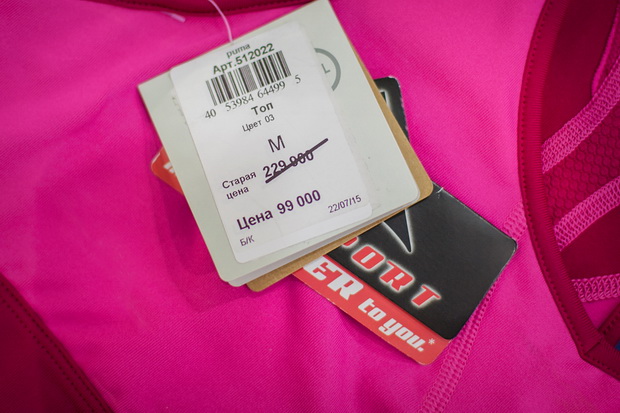 puma
Арт.512022
40 53984 64499 5
Топ
Цвет 03
M
Старая цена 229 000
Цена 99 000
22/07/15
Б/К
L
PORT
ER to you.